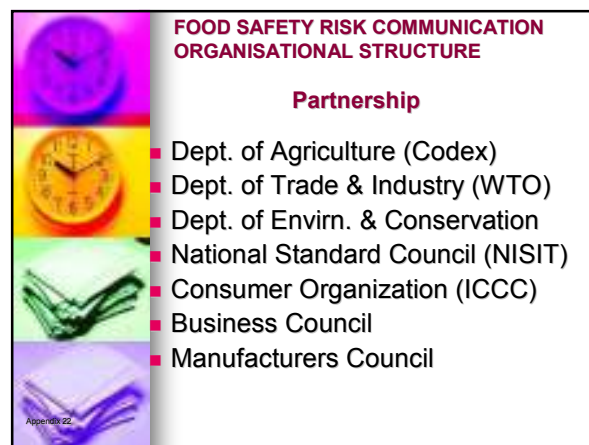 FOOD SAFETY RISK COMMUNICATION
ORGANISATIONAL STRUCTURE
Partnership
Dept. of Agriculture (Codex)
Dept. of Trade & Industry (WTO)
Dept. of Envirn. & Conservation
National Standard Council (NISIT)
Consumer Organization (ICCC)
Business Council
Manufacturers Council
Appendix 22